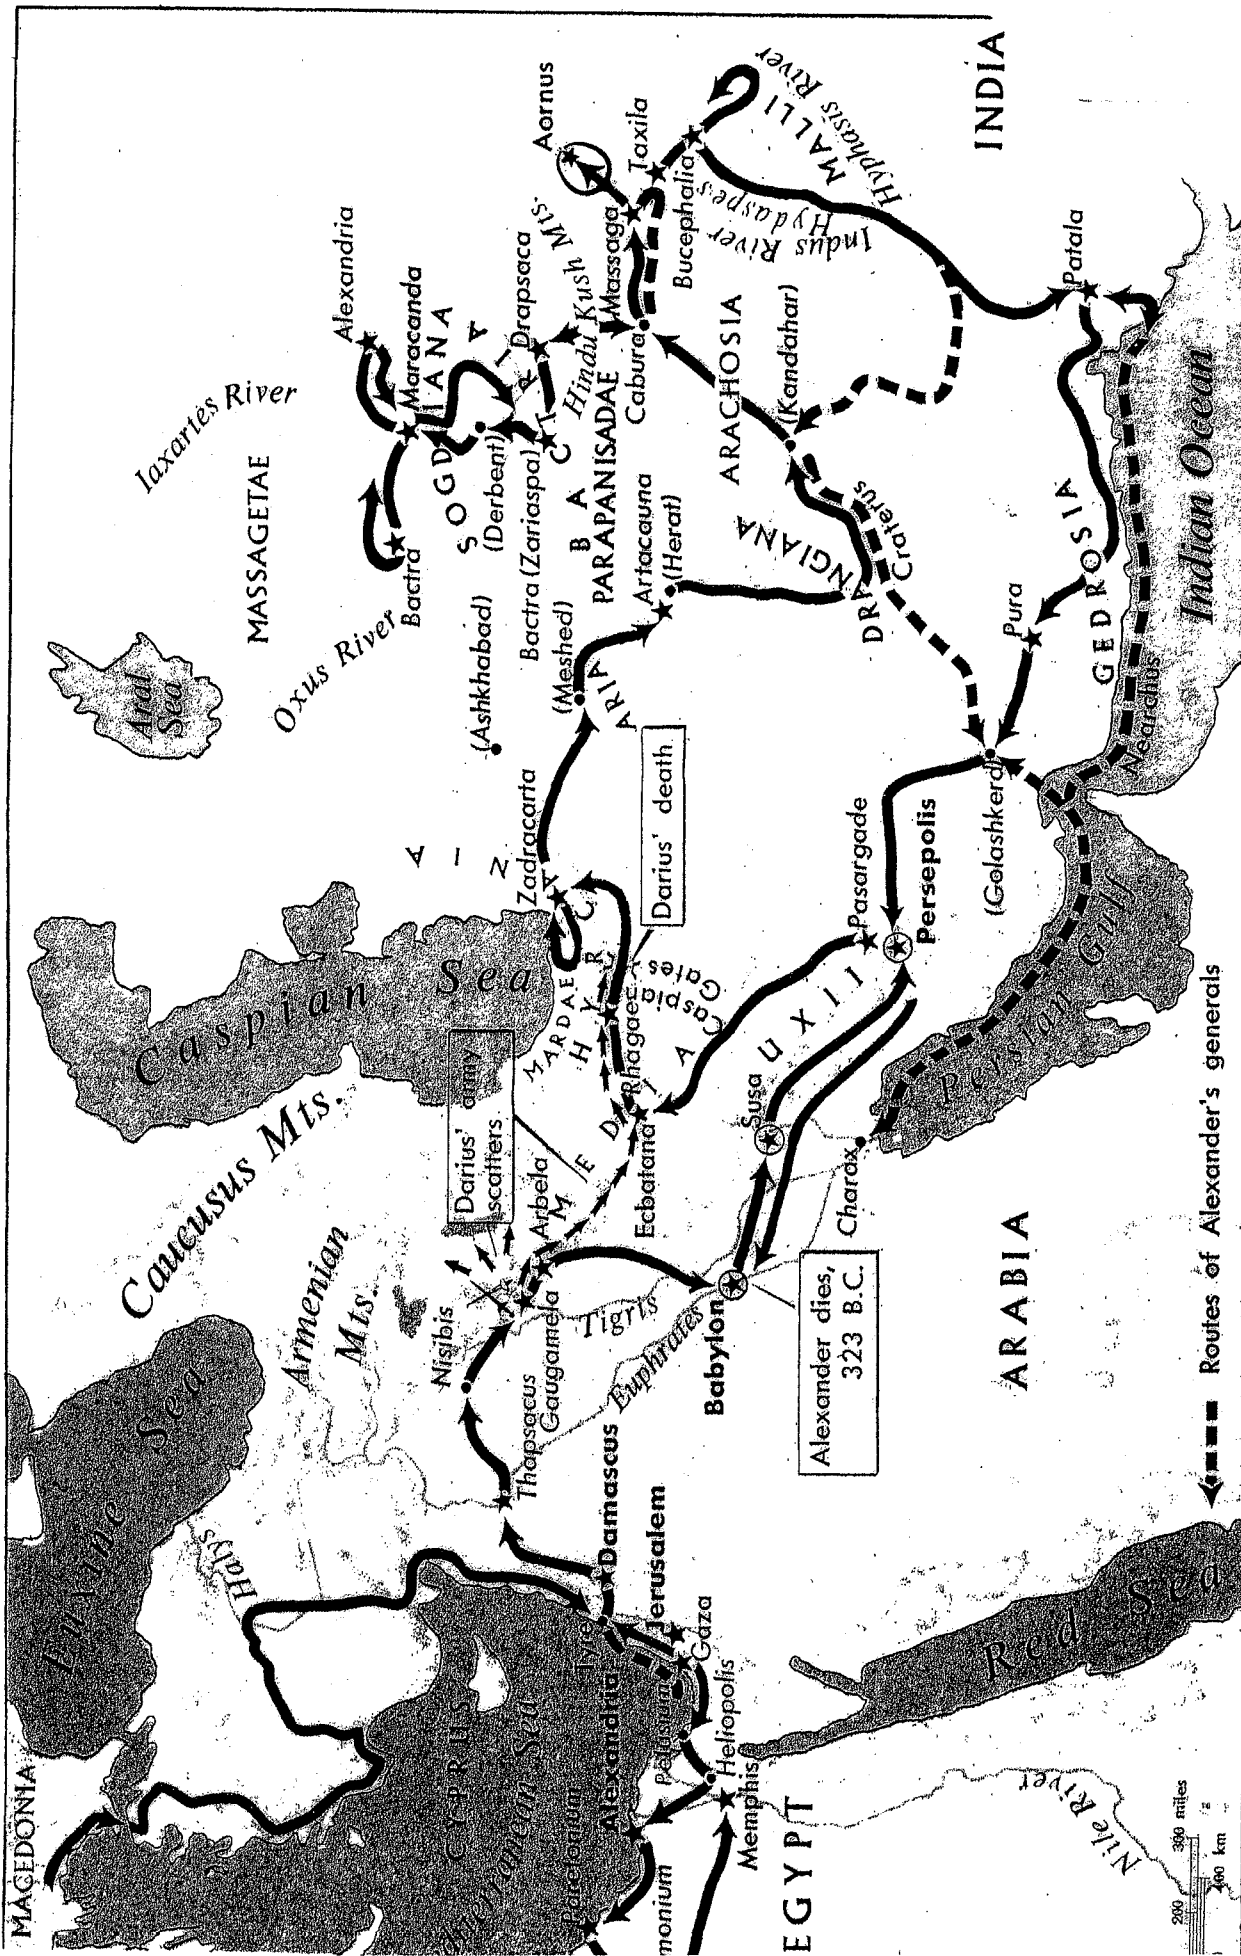 MACEDONIA
Euxine Sea
Halys
Caucusus Mts.
Armenian
Mts.
Caspian Sea
Aral
Sea
Oxus River
Iaxartes River
MASSAGETAE
Alexandria
Maracanda
SOGDIANA
Bactra
(Derbent)
(Ashkhabad)
Bactra (Zariaspa)
BACTRIA
Drapsaca
Hindu Kush Mts.
PARAPANISADAE
Cabura
Massaga
Aornus
Taxila
Bucephalia
MALLI
Hyphasis River
Hydaspes
Indus River
INDIA
Patala
Indian Ocean
ARACHOSIA
(Kandahar)
DRANGIANA
Craterus
Artacauna
(Herat)
(Meshed)
ARIA
Zadracarta
HYRCANIA
MARDAE
Darius' death
Caspian
Gates
Rhagae
MEDIA
Ecbatana
Darius' army
scatters
Arbela
Gaugamela
Nisibis
Thapsacus
Tigris
Euphrates
Babylon
Alexander dies,
323 B.C.
Susa
UXII
Charax
Pasargade
Persepolis
(Golashkerd)
Pura
GEDROSIA
Nearchus
Persion Gulf
ARABIA
Damascus
Tyre
Jerusalem
Gaza
Pelusium
Heliopolis
Memphis
Alexandria
Paretonium
monium
CYPRUS
Mediterranean Sea
EGYPT
Nile River
Red Sea
Routes of Alexander's generals
200 300 miles
400 km